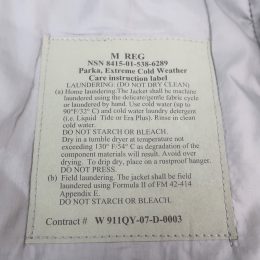 M REG
NSN 8415-01-538-6289
Parka, Extreme Cold Weather
Care instruction label
LAUNDERING: (DO NOT DRY CLEAN)
(a) Home laundering. The Jacket shall be machine
laundered using the delicate/gentle fabric cycle
or laundered by hand. Use cold water (up to
90°F/32° C) and cold water laundry detergent
(i.e. Liquid Tide or Era Plus). Rinse in clean
cold water.
DO NOT STARCH OR BLEACH.
Dry in a tumble dryer at temperature not
exceeding 130° F/54° C as degradation of the
component materials will result. Avoid over
drying. To drip dry, place on a rustproof hanger.
DO NOT PRESS.
(b) Field laundering. The jacket shall be field
laundered using Formula II of FM 42-414
Appendix E.
DO NOT STARCH OR BLEACH.
Contract # W 911QY-07-D-0003